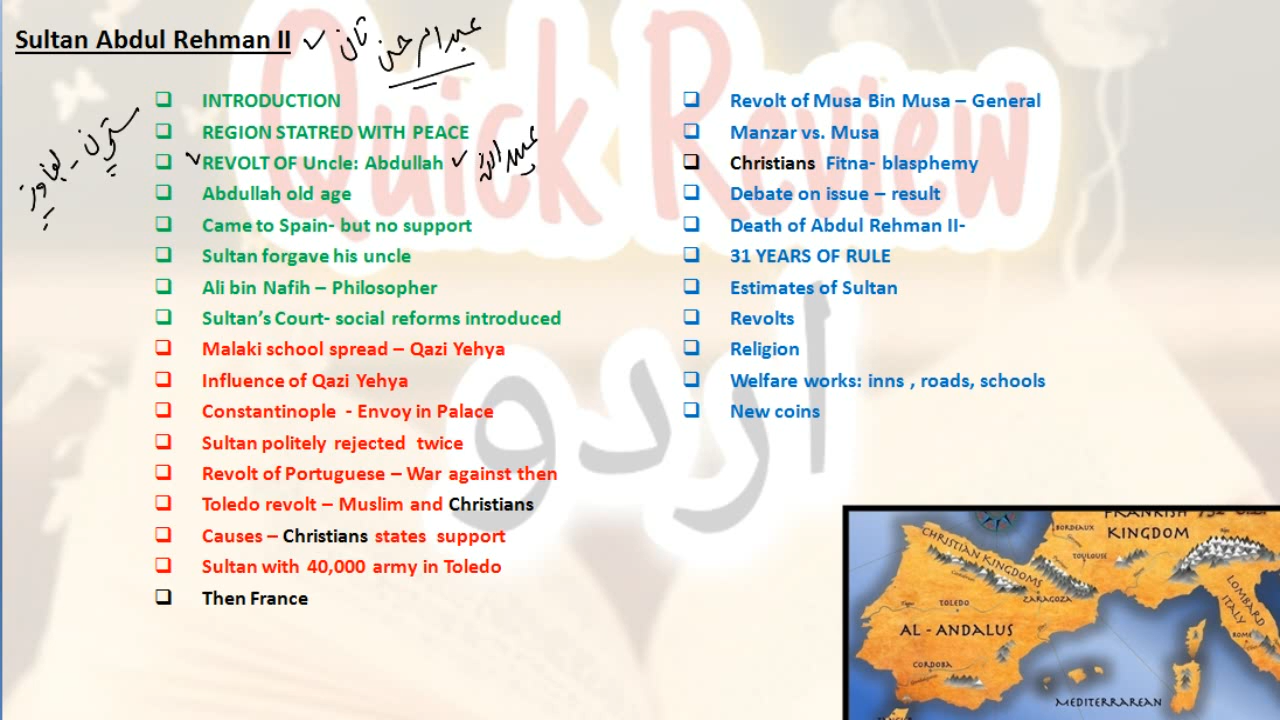 Sultan Abdul Rehman II
عبدالرحمن ثانی
INTRODUCTION
REGION STATRED WITH PEACE
REVOLT OF Uncle: Abdullah
عبداللہ
Abdullah old age
Came to Spain- but no support
Sultan forgave his uncle
Ali bin Nafih – Philosopher
Sultan's Court- social reforms introduced
Malaki school spread – Qazi Yehya
Influence of Qazi Yehya
Constantinople - Envoy in Palace
Sultan politely rejected twice
Revolt of Portuguese – War against then
Toledo revolt – Muslim and Christians
Causes – Christians states support
Sultan with 40,000 army in Toledo
Then France
Revolt of Musa Bin Musa – General
Manzar vs. Musa
Christians Fitna- blasphemy
Debate on issue – result
Death of Abdul Rehman II-
31 YEARS OF RULE
Estimates of Sultan
Revolts
Religion
Welfare works: inns , roads, schools
New coins
Quick Review
اردو
FRANKISH
KINGDOM
BORDEAUX
TOULOUSE
CHRISTIAN KINGDOMS
ZARAGOZA
TOLEDO
AL - ANDALUS
CORDOBA
LOMBARD
ITALY
ROME
MEDITERRAREAN